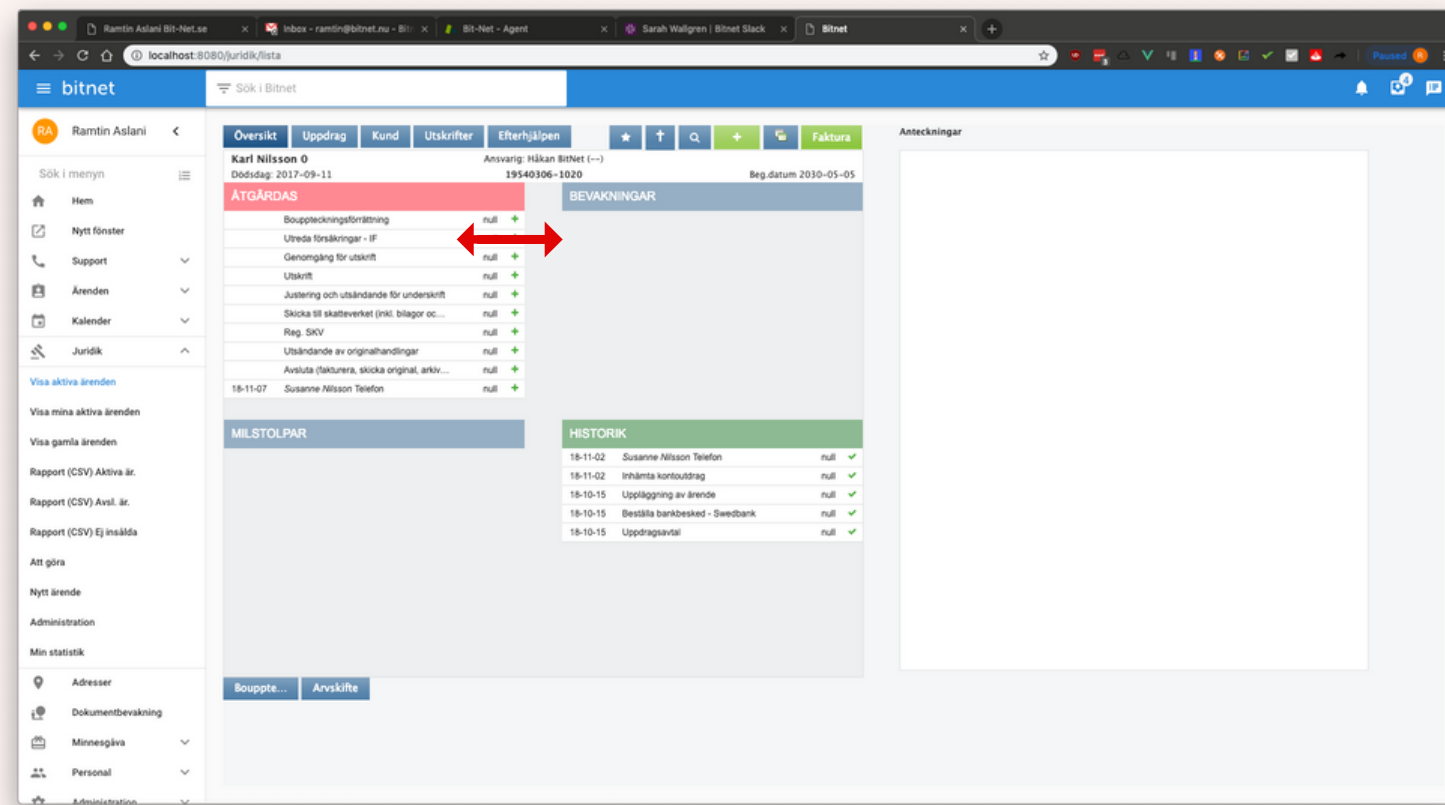 Ramtin Aslani Bit-Net.se
Inbox - ramtin@bitnet.nu - Bit
Bit-Net - Agent
Sarah Wallgren | Bitnet Slack
Bitnet
localhost:8080/juridik/lista
Paused
R
bitnet
Sök i Bitnet
4
RA
Ramtin Aslani
Sök i menyn
Hem
Nytt fönster
Support
Ärenden
Kalender
Juridik
Visa aktiva ärenden
Visa mina aktiva ärenden
Visa gamla ärenden
Rapport (CSV) Aktiva är.
Rapport (CSV) Avsl. är.
Rapport (CSV) Ej insålda
Att göra
Nytt ärende
Administration
Min statistik
Adresser
Dokumentbevakning
Minnesgåva
Personal
Administration
Översikt Uppdrag Kund Utskrifter Efterhjälpen Faktura
Karl Nilsson 0 Ansvarig: Håkan BitNet (--)
Dödsdag: 2017-09-11 19540306-1020 Beg.datum 2030-05-05
ÅTGÄRDAS
Bouppteckningsförrättning null
Utreda försäkringar - IF
Genomgång för utskrift null
Utskrift null
Justering och utsändande för underskrift null
Skicka till skatteverket (inkl. bilagor oc... null
Reg. SKV null
Utsändande av originalhandlingar null
Avsluta (fakturera, skicka original, arkiv... null
18-11-07 Susanne Nilsson Telefon null
BEVAKNINGAR
MILSTOLPAR
HISTORIK
18-11-02 Susanne Nilsson Telefon null
18-11-02 Inhämta kontoutdrag null
18-10-15 Uppläggning av ärende null
18-10-15 Beställa bankbesked - Swedbank null
18-10-15 Uppdragsavtal null
Bouppte... Arvskifte
Anteckningar